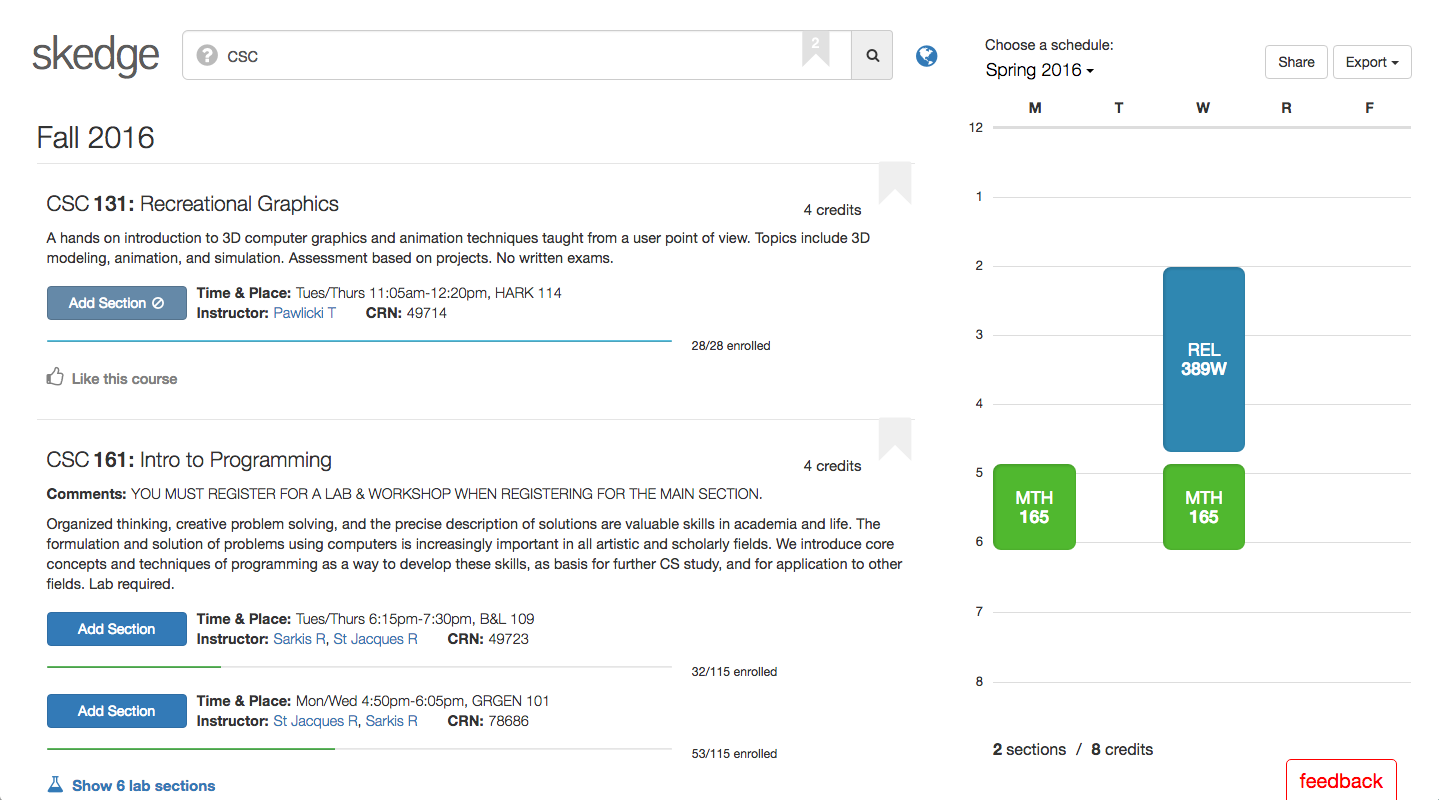 skedge
? CSC
2
Choose a schedule:
Spring 2016
Share
Export
Fall 2016
CSC 131: Recreational Graphics
4 credits
A hands on introduction to 3D computer graphics and animation techniques taught from a user point of view. Topics include 3D
modeling, animation, and simulation. Assessment based on projects. No written exams.
Add Section
Time & Place: Tues/Thurs 11:05am-12:20pm, HARK 114
Instructor: Pawlicki T CRN: 49714
28/28 enrolled
Like this course
CSC 161: Intro to Programming
4 credits
Comments: YOU MUST REGISTER FOR A LAB & WORKSHOP WHEN REGISTERING FOR THE MAIN SECTION.
Organized thinking, creative problem solving, and the precise description of solutions are valuable skills in academia and life. The
formulation and solution of problems using computers is increasingly important in all artistic and scholarly fields. We introduce core
concepts and techniques of programming as a way to develop these skills, as basis for further CS study, and for application to other
fields. Lab required.
Add Section
Time & Place: Tues/Thurs 6:15pm-7:30pm, B&L 109
Instructor: Sarkis R, St Jacques R CRN: 49723
32/115 enrolled
Add Section
Time & Place: Mon/Wed 4:50pm-6:05pm, GRGEN 101
Instructor: St Jacques R, Sarkis R CRN: 78686
53/115 enrolled
Show 6 lab sections
M T W R F
12
1
2
3
REL
389W
4
5
MTH
165
MTH
165
6
7
8
2 sections / 8 credits
feedback